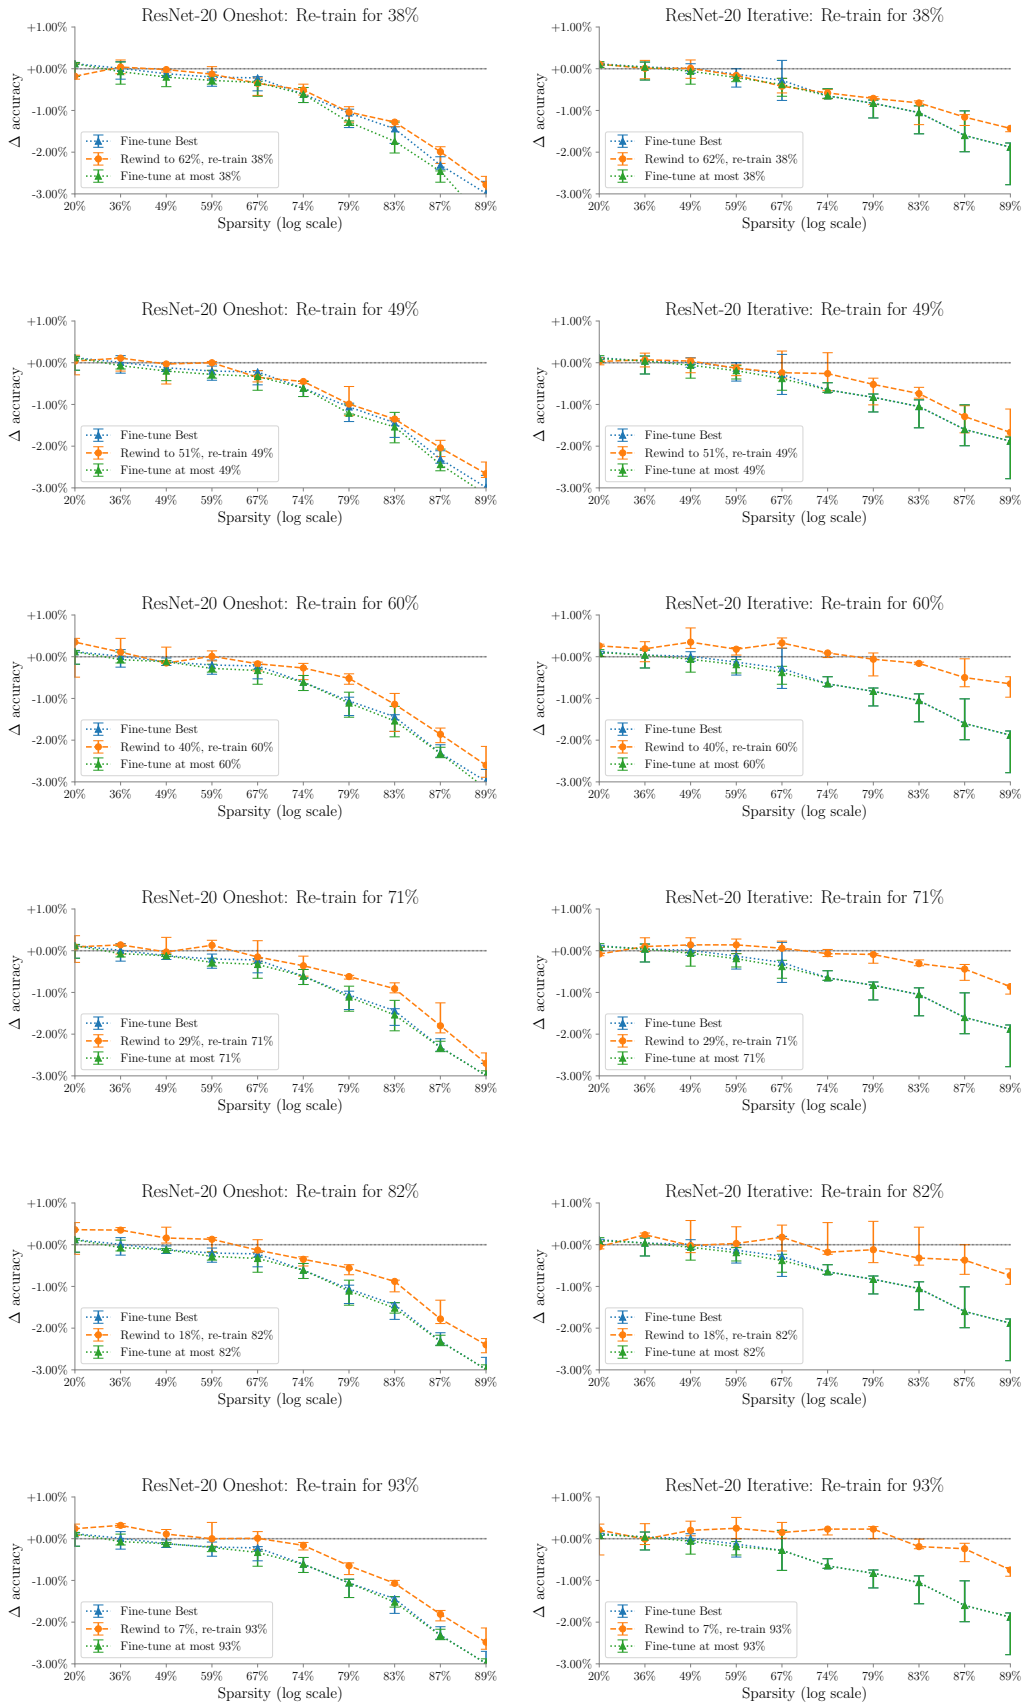 ResNet-20 Oneshot: Re-train for 38%
+1.00%
+0.00%
-1.00%
-2.00%
-3.00%
Δ accuracy
Fine-tune Best
Rewind to 62%, re-train 38%
Fine-tune at most 38%
20% 36% 49% 59% 67% 74% 79% 83% 87% 89%
Sparsity (log scale)
ResNet-20 Iterative: Re-train for 38%
+1.00%
+0.00%
-1.00%
-2.00%
-3.00%
Δ accuracy
Fine-tune Best
Rewind to 62%, re-train 38%
Fine-tune at most 38%
20% 36% 49% 59% 67% 74% 79% 83% 87% 89%
Sparsity (log scale)
ResNet-20 Oneshot: Re-train for 49%
+1.00%
+0.00%
-1.00%
-2.00%
-3.00%
Δ accuracy
Fine-tune Best
Rewind to 51%, re-train 49%
Fine-tune at most 49%
20% 36% 49% 59% 67% 74% 79% 83% 87% 89%
Sparsity (log scale)
ResNet-20 Iterative: Re-train for 49%
+1.00%
+0.00%
-1.00%
-2.00%
-3.00%
Δ accuracy
Fine-tune Best
Rewind to 51%, re-train 49%
Fine-tune at most 49%
20% 36% 49% 59% 67% 74% 79% 83% 87% 89%
Sparsity (log scale)
ResNet-20 Oneshot: Re-train for 60%
+1.00%
+0.00%
-1.00%
-2.00%
-3.00%
Δ accuracy
Fine-tune Best
Rewind to 40%, re-train 60%
Fine-tune at most 60%
20% 36% 49% 59% 67% 74% 79% 83% 87% 89%
Sparsity (log scale)
ResNet-20 Iterative: Re-train for 60%
+1.00%
+0.00%
-1.00%
-2.00%
-3.00%
Δ accuracy
Fine-tune Best
Rewind to 40%, re-train 60%
Fine-tune at most 60%
20% 36% 49% 59% 67% 74% 79% 83% 87% 89%
Sparsity (log scale)
ResNet-20 Oneshot: Re-train for 71%
+1.00%
+0.00%
-1.00%
-2.00%
-3.00%
Δ accuracy
Fine-tune Best
Rewind to 29%, re-train 71%
Fine-tune at most 71%
20% 36% 49% 59% 67% 74% 79% 83% 87% 89%
Sparsity (log scale)
ResNet-20 Iterative: Re-train for 71%
+1.00%
+0.00%
-1.00%
-2.00%
-3.00%
Δ accuracy
Fine-tune Best
Rewind to 29%, re-train 71%
Fine-tune at most 71%
20% 36% 49% 59% 67% 74% 79% 83% 87% 89%
Sparsity (log scale)
ResNet-20 Oneshot: Re-train for 82%
+1.00%
+0.00%
-1.00%
-2.00%
-3.00%
Δ accuracy
Fine-tune Best
Rewind to 18%, re-train 82%
Fine-tune at most 82%
20% 36% 49% 59% 67% 74% 79% 83% 87% 89%
Sparsity (log scale)
ResNet-20 Iterative: Re-train for 82%
+1.00%
+0.00%
-1.00%
-2.00%
-3.00%
Δ accuracy
Fine-tune Best
Rewind to 18%, re-train 82%
Fine-tune at most 82%
20% 36% 49% 59% 67% 74% 79% 83% 87% 89%
Sparsity (log scale)
ResNet-20 Oneshot: Re-train for 93%
+1.00%
+0.00%
-1.00%
-2.00%
-3.00%
Δ accuracy
Fine-tune Best
Rewind to 7%, re-train 93%
Fine-tune at most 93%
20% 36% 49% 59% 67% 74% 79% 83% 87% 89%
Sparsity (log scale)
ResNet-20 Iterative: Re-train for 93%
+1.00%
+0.00%
-1.00%
-2.00%
-3.00%
Δ accuracy
Fine-tune Best
Rewind to 7%, re-train 93%
Fine-tune at most 93%
20% 36% 49% 59% 67% 74% 79% 83% 87% 89%
Sparsity (log scale)